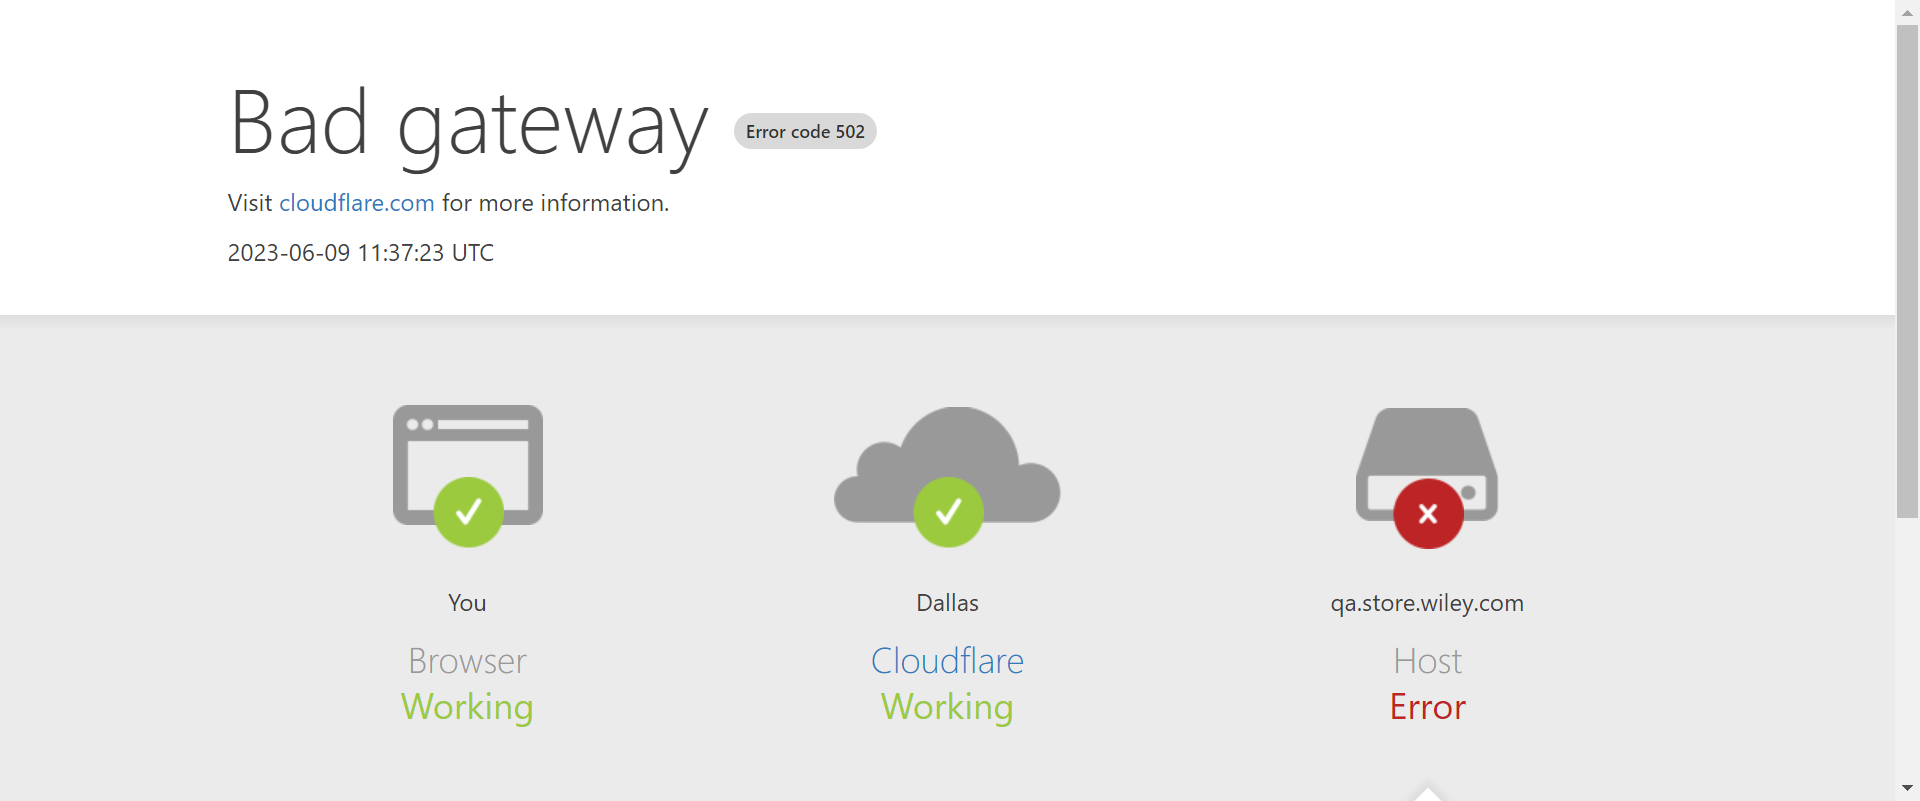 Bad gateway Error code 502
Visit cloudflare.com for more information.
2023-06-09 11:37:23 UTC
You
Browser
Working
Dallas
Cloudflare
Working
qa.store.wiley.com
Host
Error